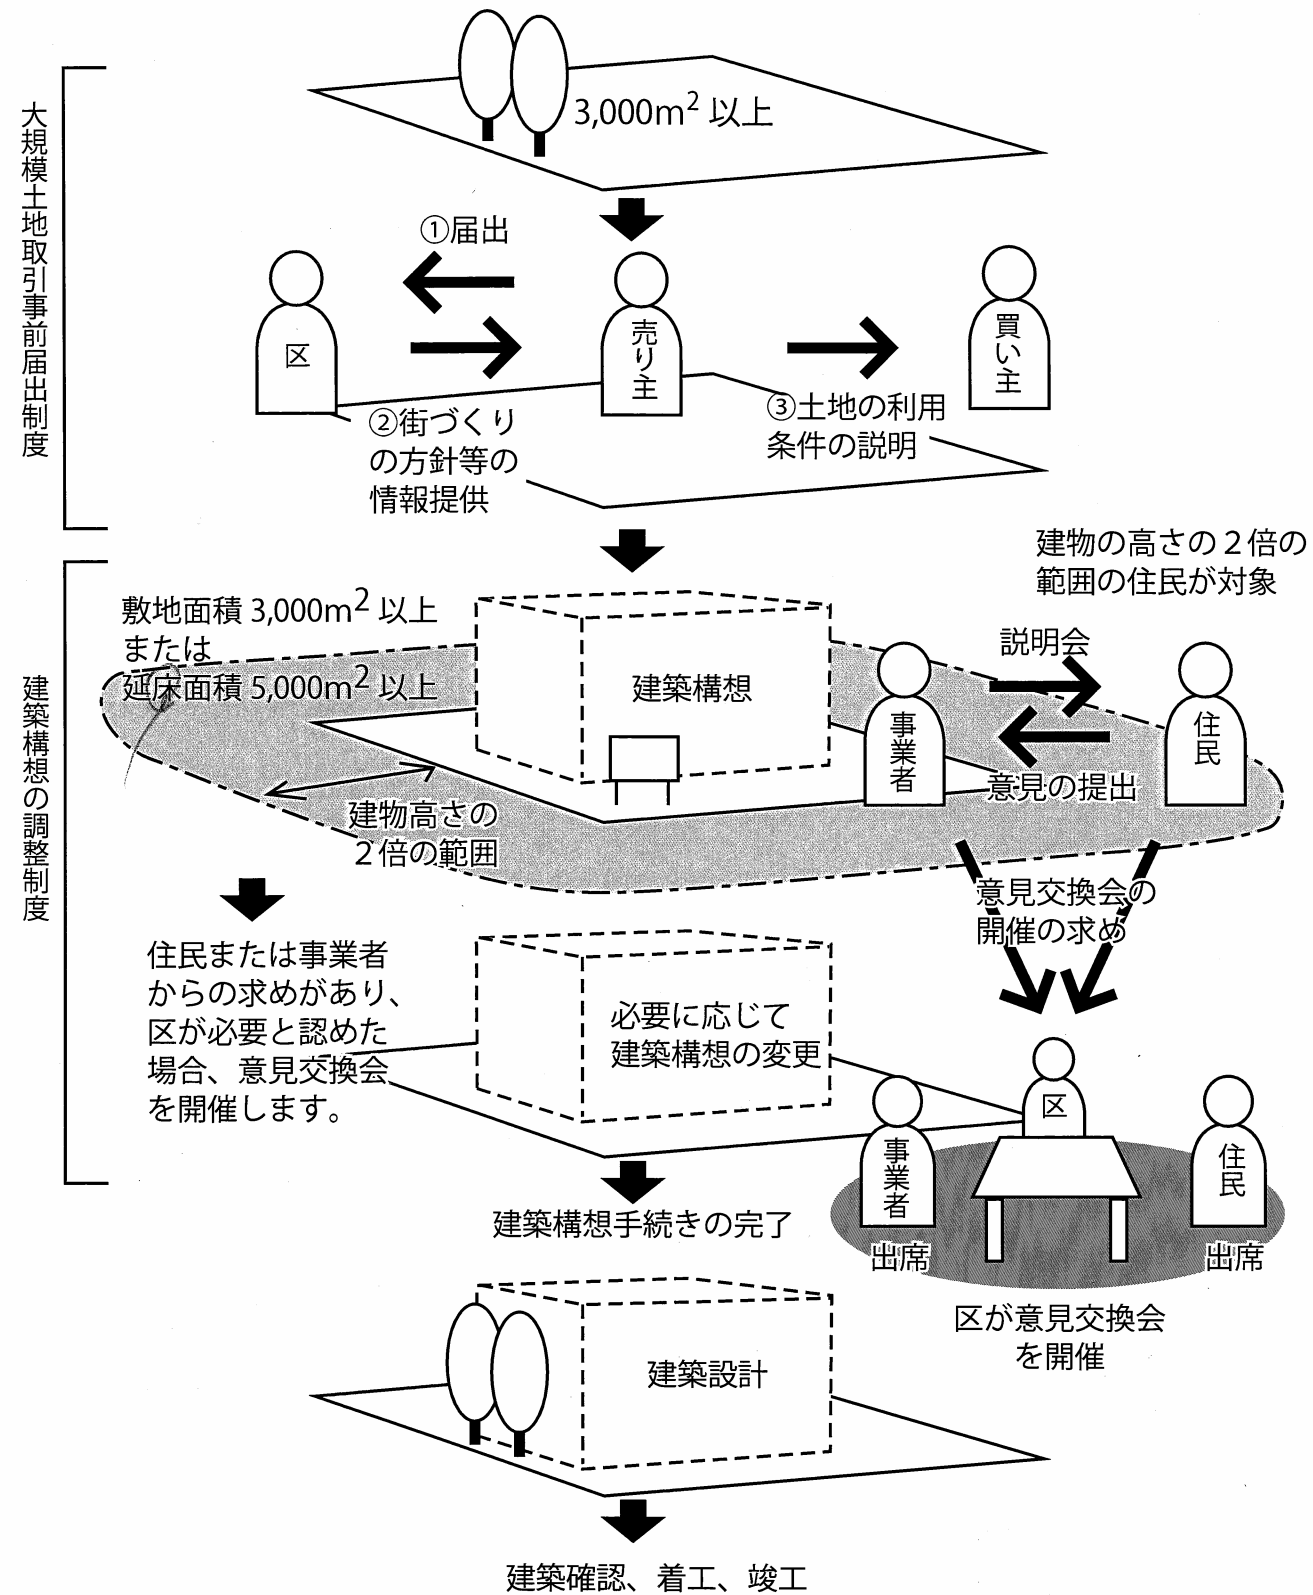 大規模土地取引事前届出制度
3,000m² 以上
①届出
区
売り主
買い主
②街づくり
の方針等の
情報提供
③土地の利用
条件の説明
建築構想の調整制度
建物の高さの２倍の
範囲の住民が対象
敷地面積 3,000m² 以上
または
延床面積 5,000m² 以上
建築構想
説明会
事業者
住民
意見の提出
建物高さの
２倍の範囲
意見交換会の
開催の求め
住民または事業者
からの求めがあり、
区が必要と認めた
場合、意見交換会
を開催します。
必要に応じて
建築構想の変更
区
事業者
住民
出席
出席
区が意見交換会
を開催
建築構想手続きの完了
建築設計
建築確認、着工、竣工